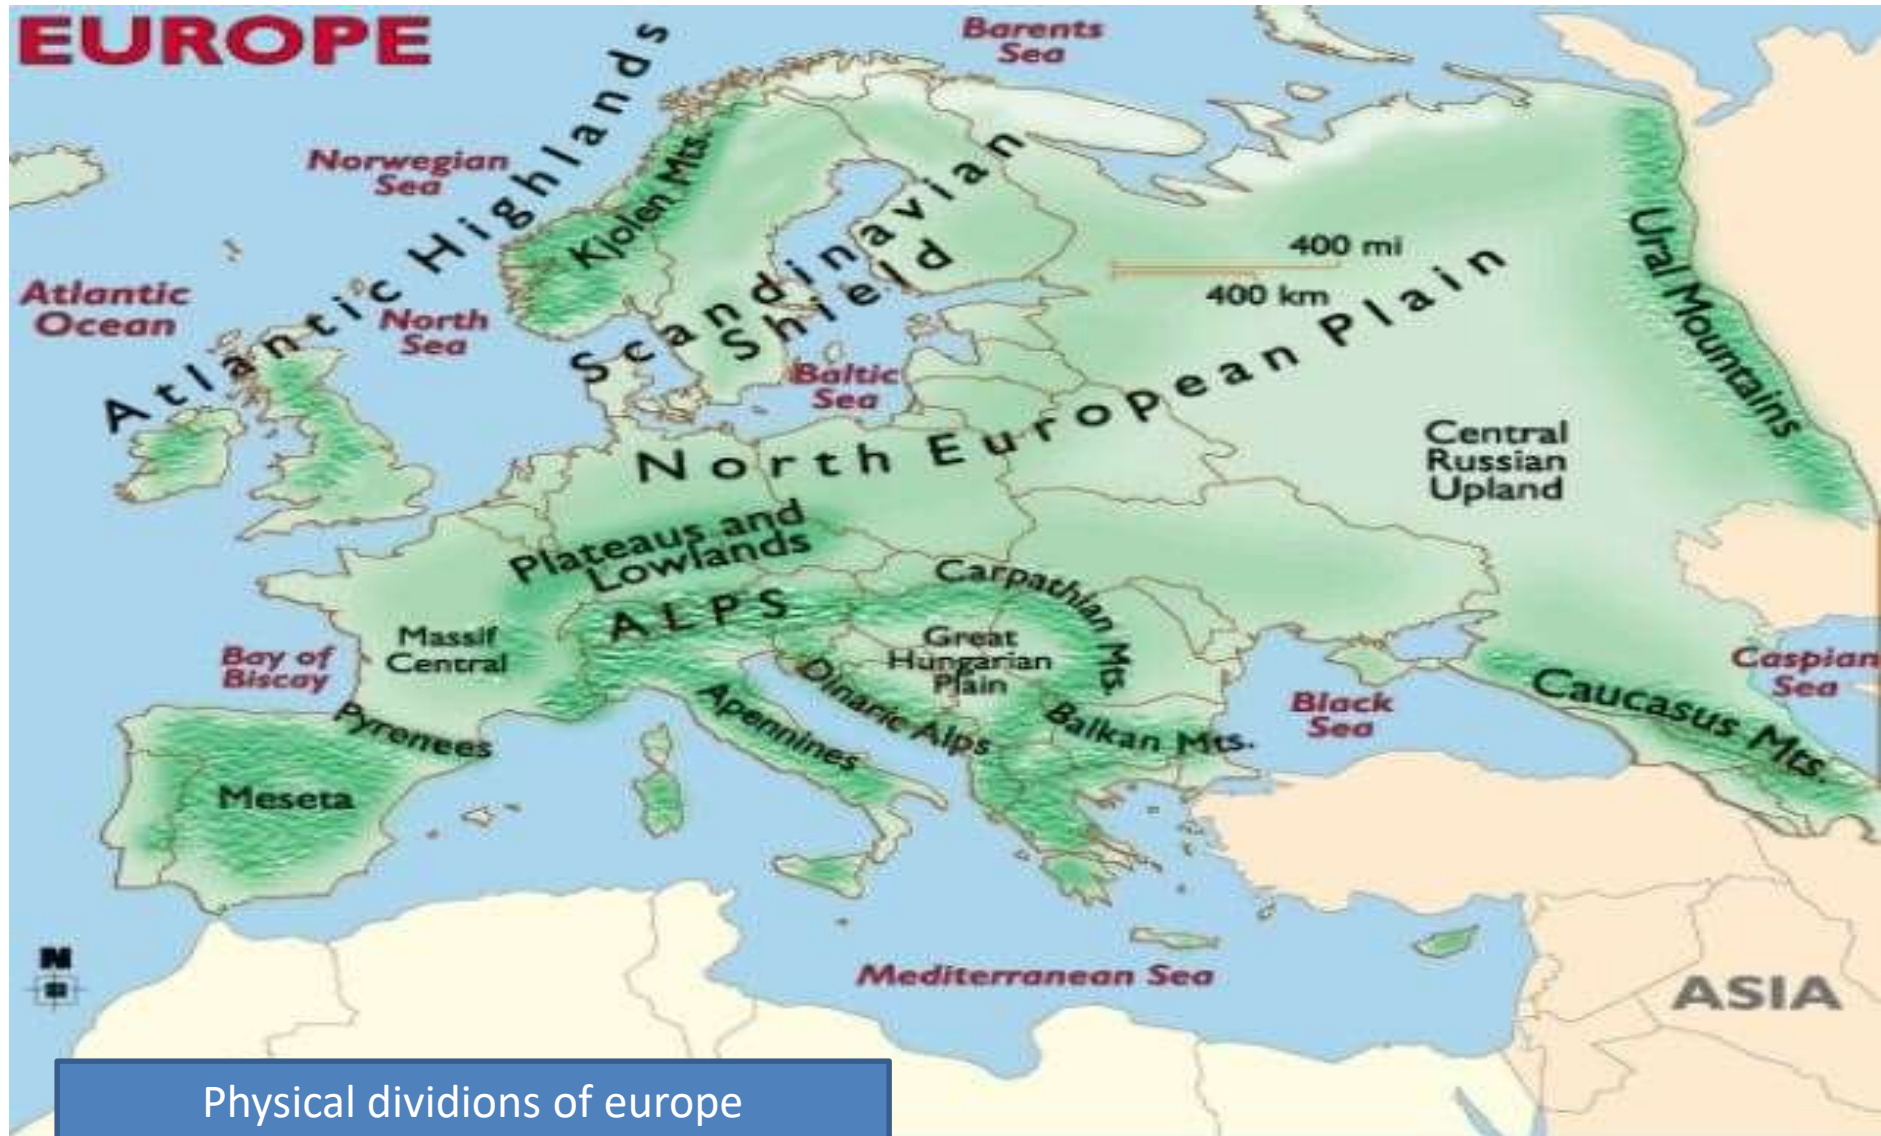 EUROPE
Barents
Sea
Atlantic Highlands
Norwegian
Sea
Kjolen Mts.
Scandinavian
Shield
Ural Mountains
400 mi
400 km
Atlantic
Ocean
North
Sea
Baltic
Sea
North European Plain
Central
Russian
Upland
Plateaus and
Lowlands
Carpathian Mts.
ALPS
Massif
Central
Great
Hungarian
Plain
Bay of
Biscay
Caspian
Sea
Dinaric Alps
Apennines
Caucasus Mts.
Black
Sea
Pyrenees
Balkan Mts.
Meseta
N
Mediterranean Sea
ASIA
Physical dividions of europe